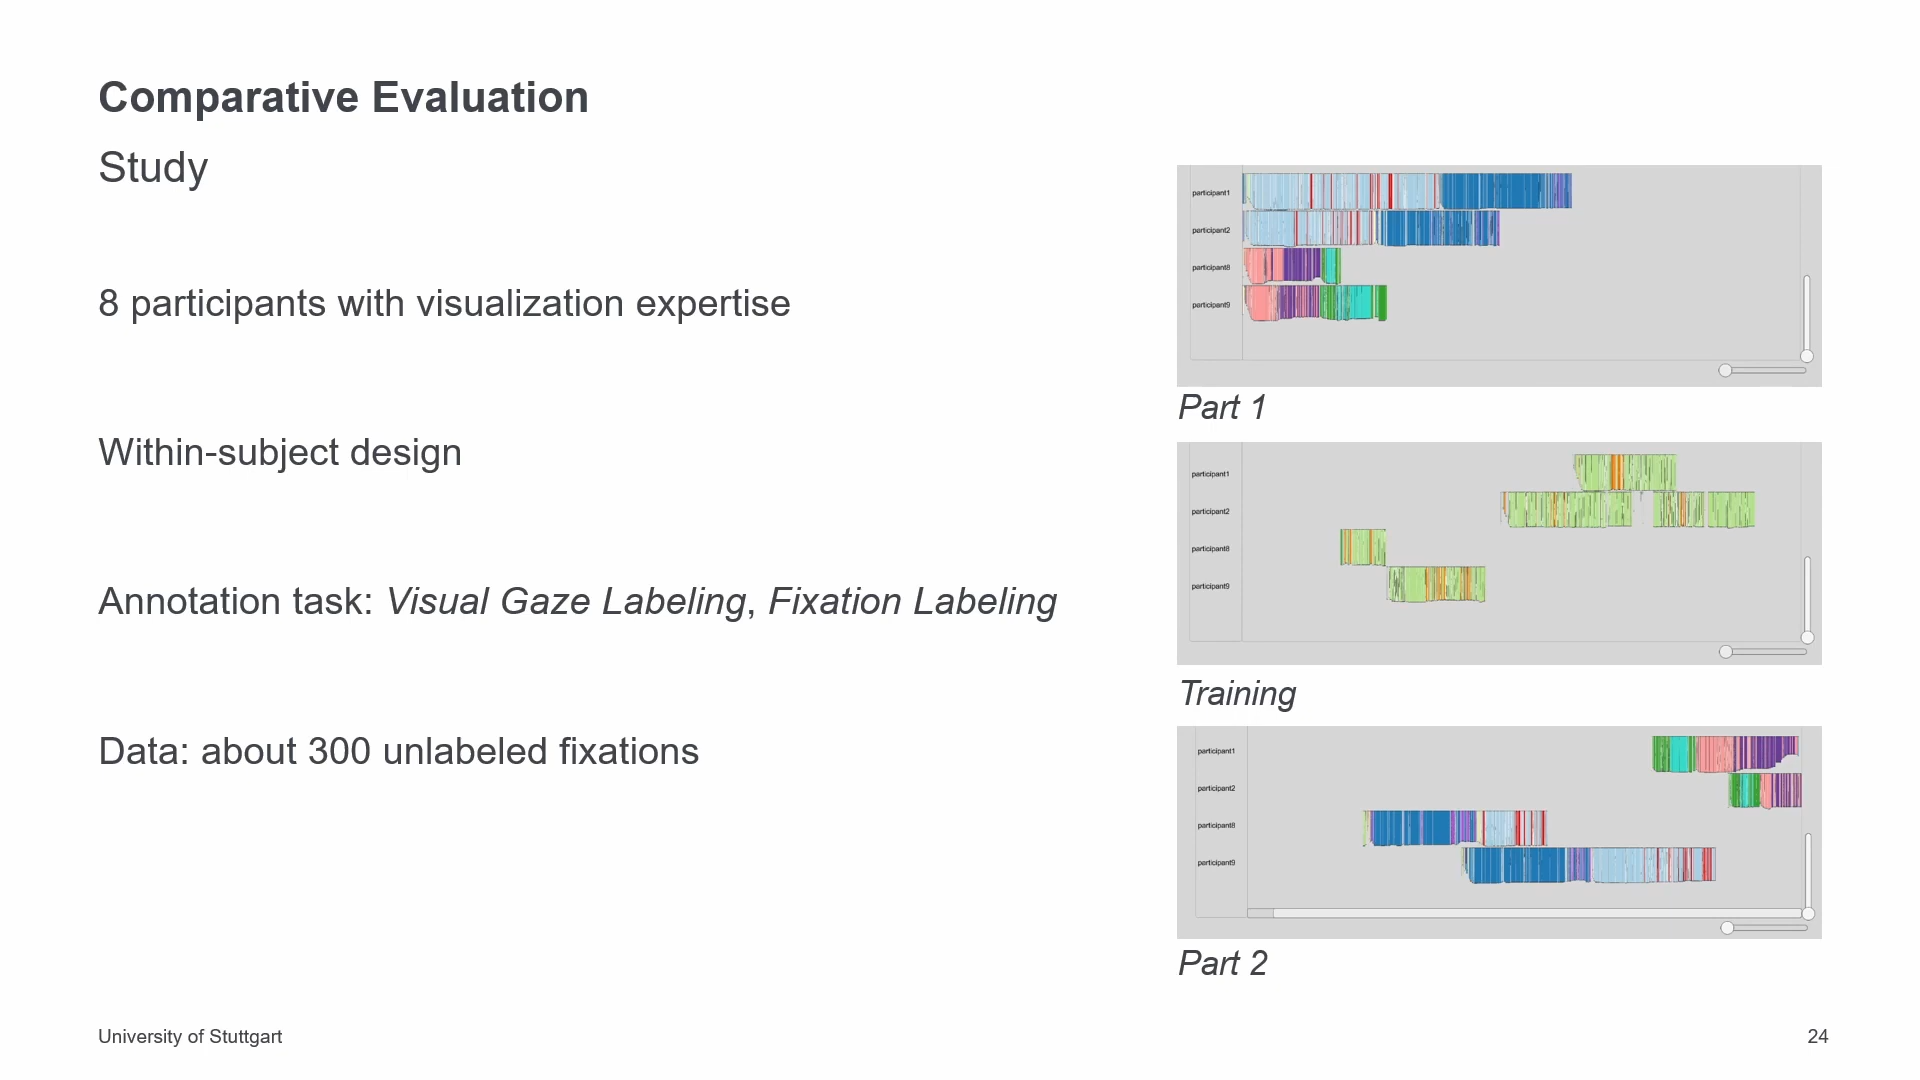 Comparative Evaluation
Study
8 participants with visualization expertise
Within-subject design
Annotation task: Visual Gaze Labeling, Fixation Labeling
Data: about 300 unlabeled fixations
participant1
participant2
participant8
participant9
Part 1
participant1
participant2
participant8
participant9
Training
participant1
participant2
participant8
participant9
Part 2
University of Stuttgart
24